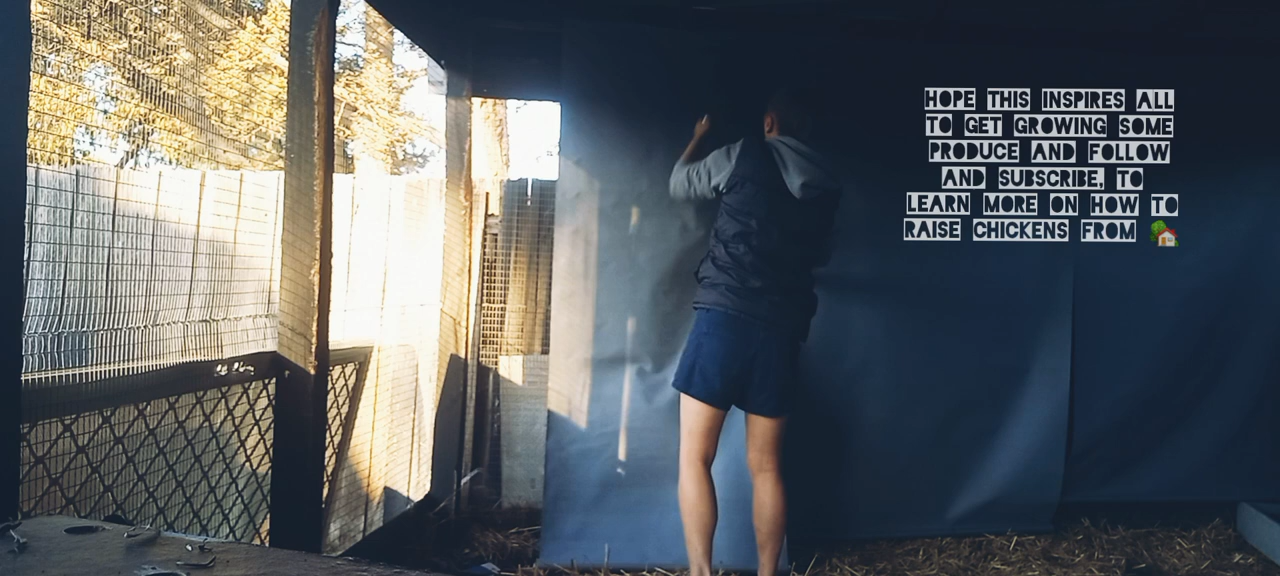 HOPE THIS INSPIRES ALL
TO GET GROWING SOME
PRODUCE AND FOLLOW
AND SUBSCRIBE, TO
LEARN MORE ON HOW TO
RAISE CHICKENS FROM 🏡